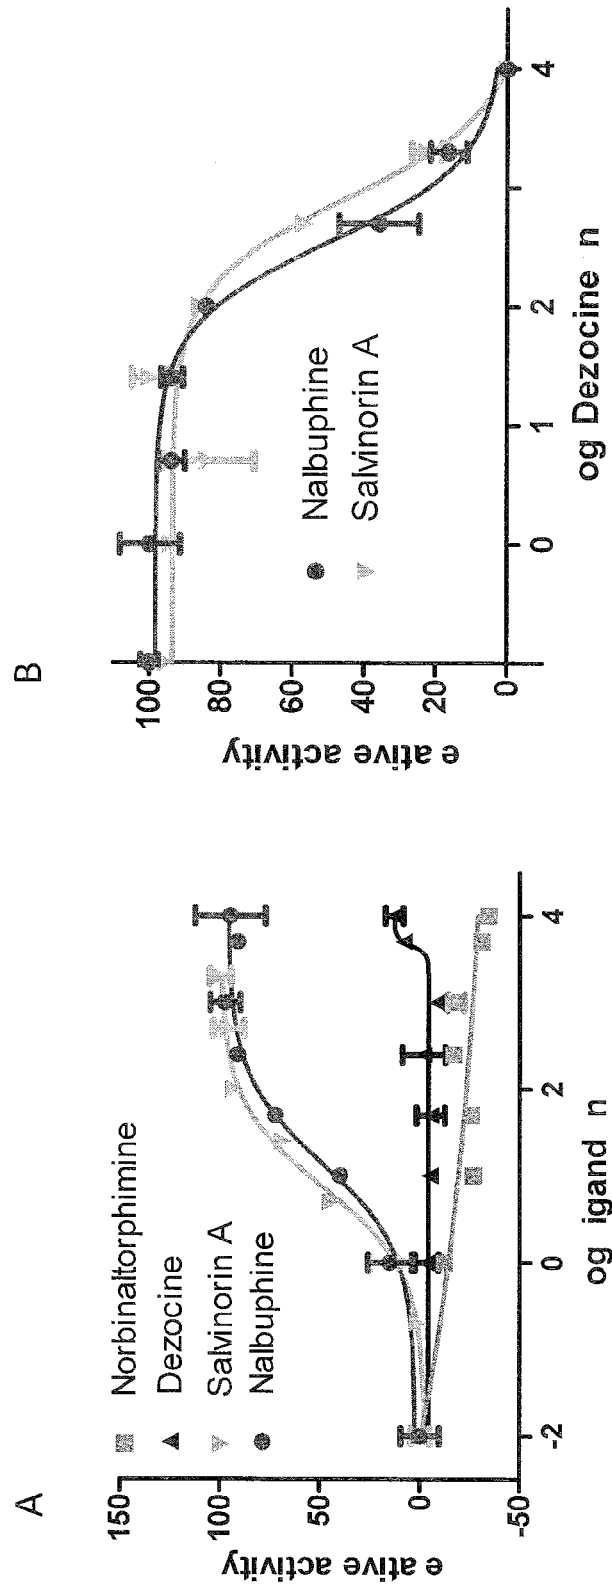 A
150
100
50
0
-50
e ative activity
Norbinaltorphimine
Dezocine
Salvinorin A
Nalbuphine
-2
0
2
4
og igand n
B
100
80
60
40
20
0
e ative activity
Nalbuphine
Salvinorin A
0
1
2
4
og Dezocine n